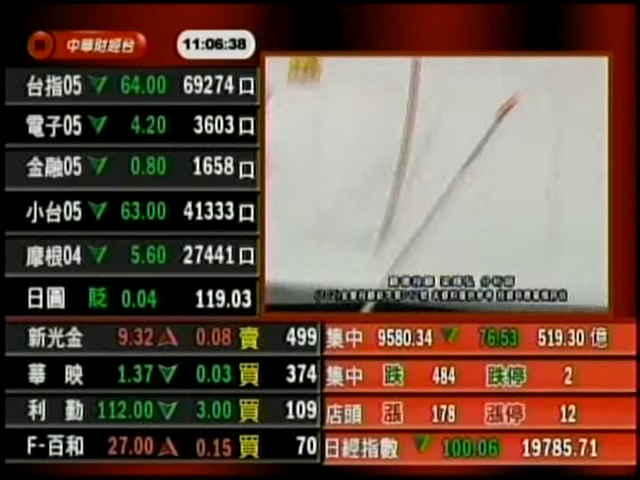 中華財經台 11:06:38
台指05 64.00 69274口
電子05 4.20 3603口
金融05 0.80 1658口
小台05 63.00 41333口
摩根04 5.60 27441口
日圓 貶 0.04 119.03
新光金 9.32 0.08 賣 499
華映 1.37 0.03 買 374
利勤 112.00 3.00 買 109
F-百和 27.00 0.15 買 70
集中 9580.34 76.53 519.30億
集中 跌 484 跌停 2
店頭 漲 178 漲停 12
日經指數 100.06 19785.71